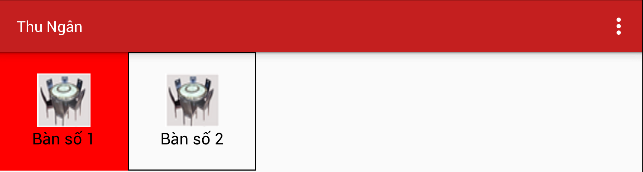 Thu Ngân
Bàn số 1
Bàn số 2